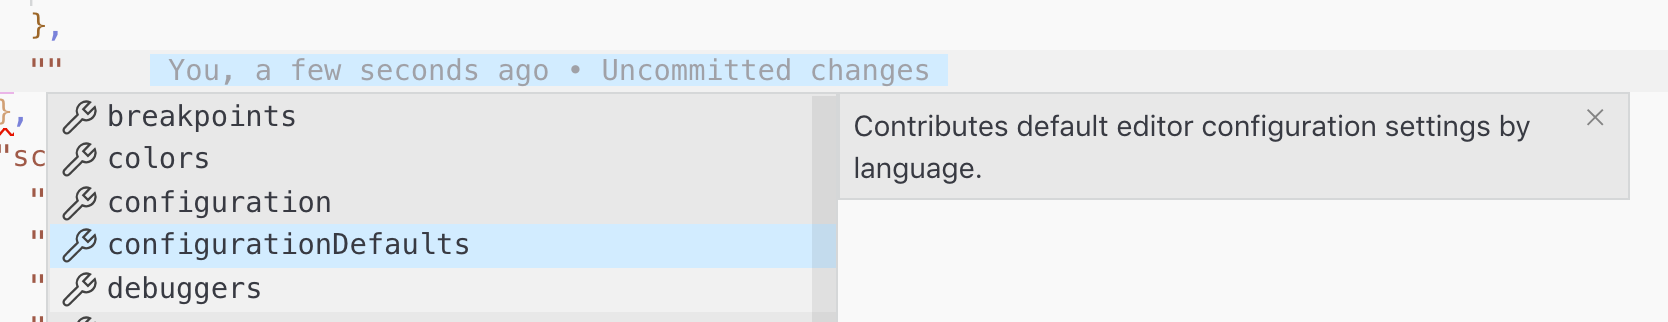 },
"" You, a few seconds ago • Uncommitted changes
},
"sc
"
"
"
"
breakpoints
colors
configuration
configurationDefaults
debuggers
Contributes default editor configuration settings by
language.